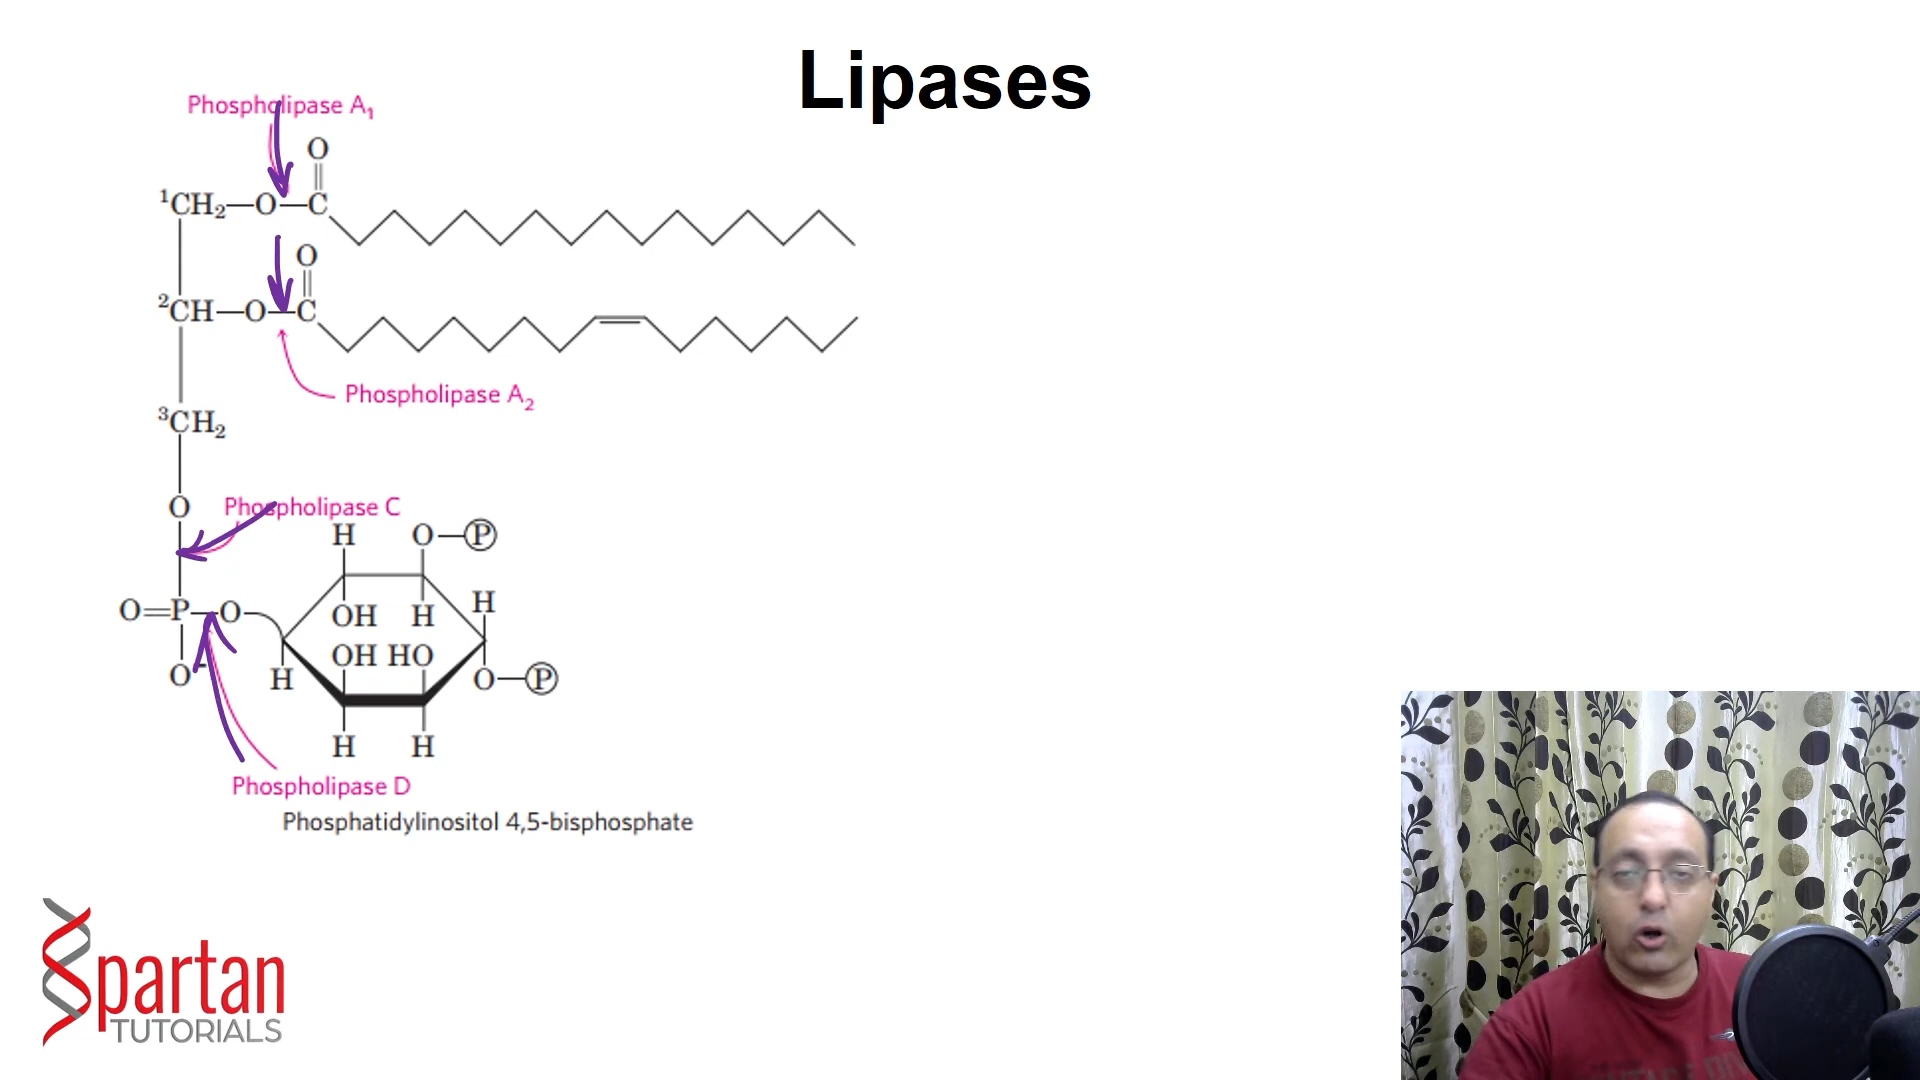 Lipases
Phospholipase A₁
O
¹CH₂—O—C
O
²CH—O—C
Phospholipase A₂
³CH₂
O
Phospholipase C
H O—Ⓟ
H
O=P—O
OH H
OH HO
O⁻
H
O—Ⓟ
H H
Phospholipase D
Phosphatidylinositol 4,5-bisphosphate
Spartan
TUTORIALS